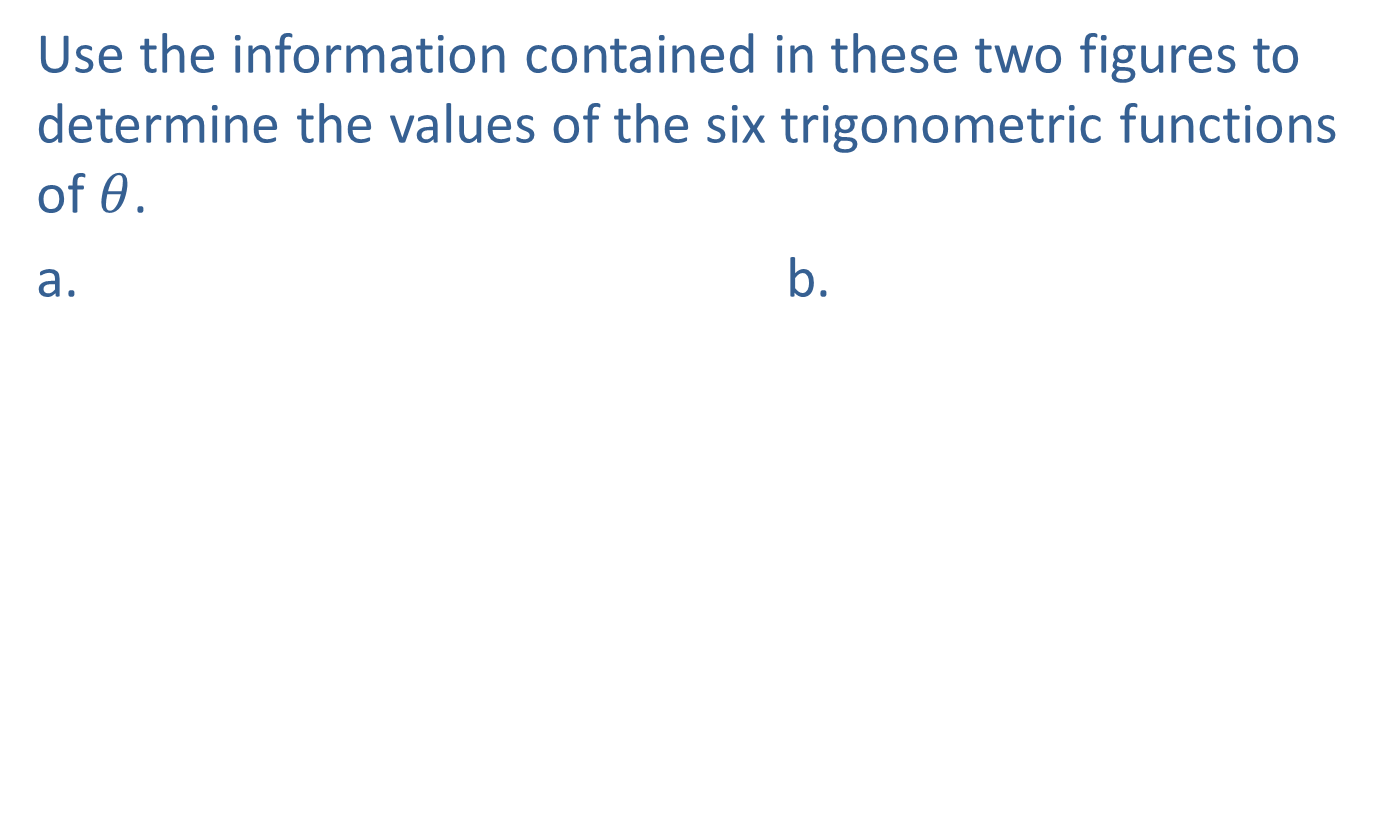 Use the information contained in these two figures to
determine the values of the six trigonometric functions
of θ.
a. b.